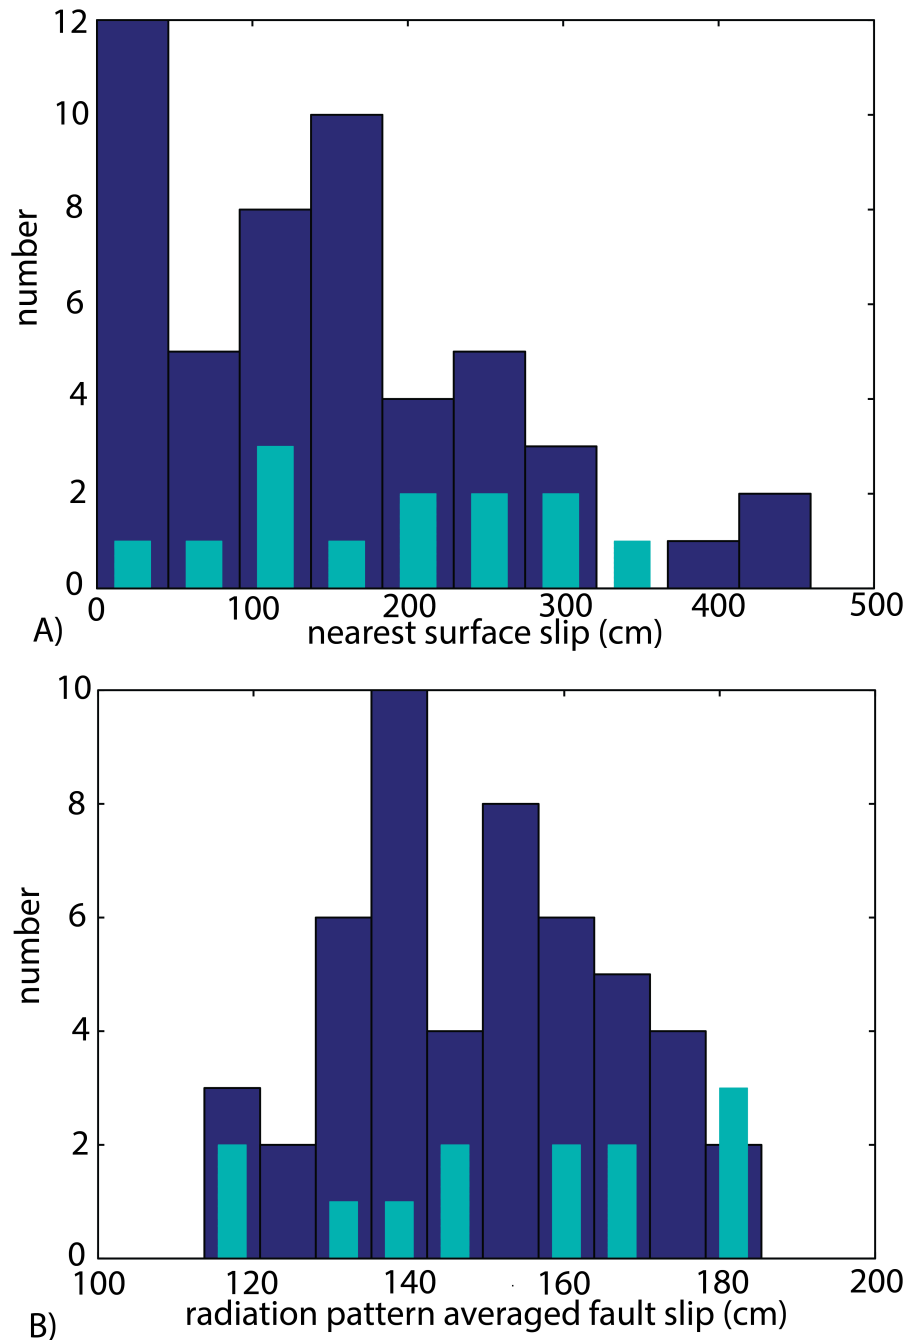 12
10
8
6
4
2
0
number
0 100 200 300 400 500
nearest surface slip (cm)
A)
10
8
6
4
2
0
number
100 120 140 160 180 200
radiation pattern averaged fault slip (cm)
B)